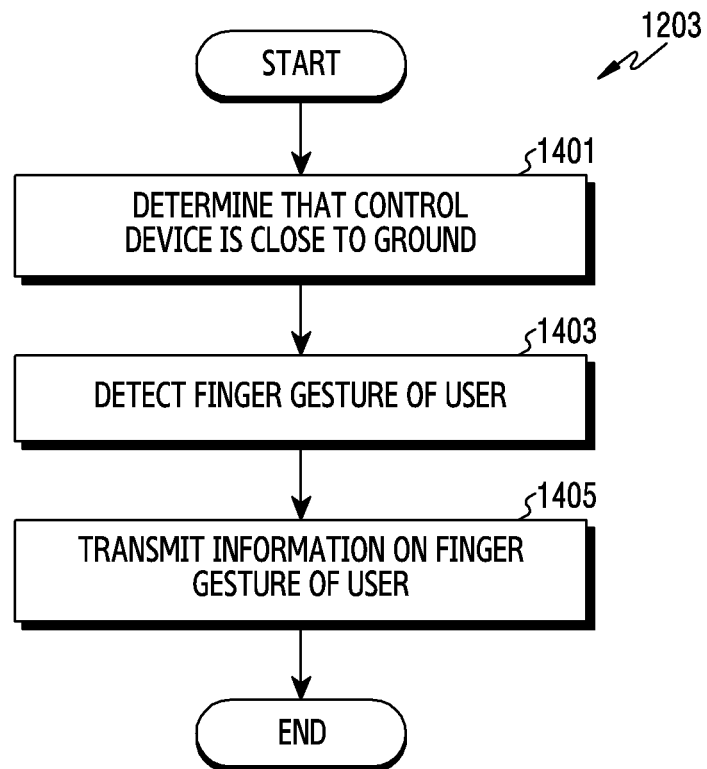 1203
START
1401
DETERMINE THAT CONTROL
DEVICE IS CLOSE TO GROUND
1403
DETECT FINGER GESTURE OF USER
1405
TRANSMIT INFORMATION ON FINGER
GESTURE OF USER
END